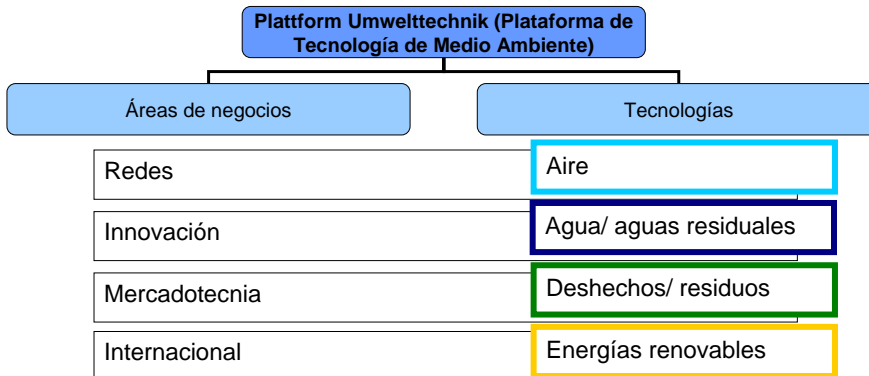 Plattform Umwelttechnik (Plataforma de
Tecnología de Medio Ambiente)
Áreas de negocios
Tecnologías
Redes
Aire
Innovación
Agua/ aguas residuales
Mercadotecnia
Deshechos/ residuos
Internacional
Energías renovables